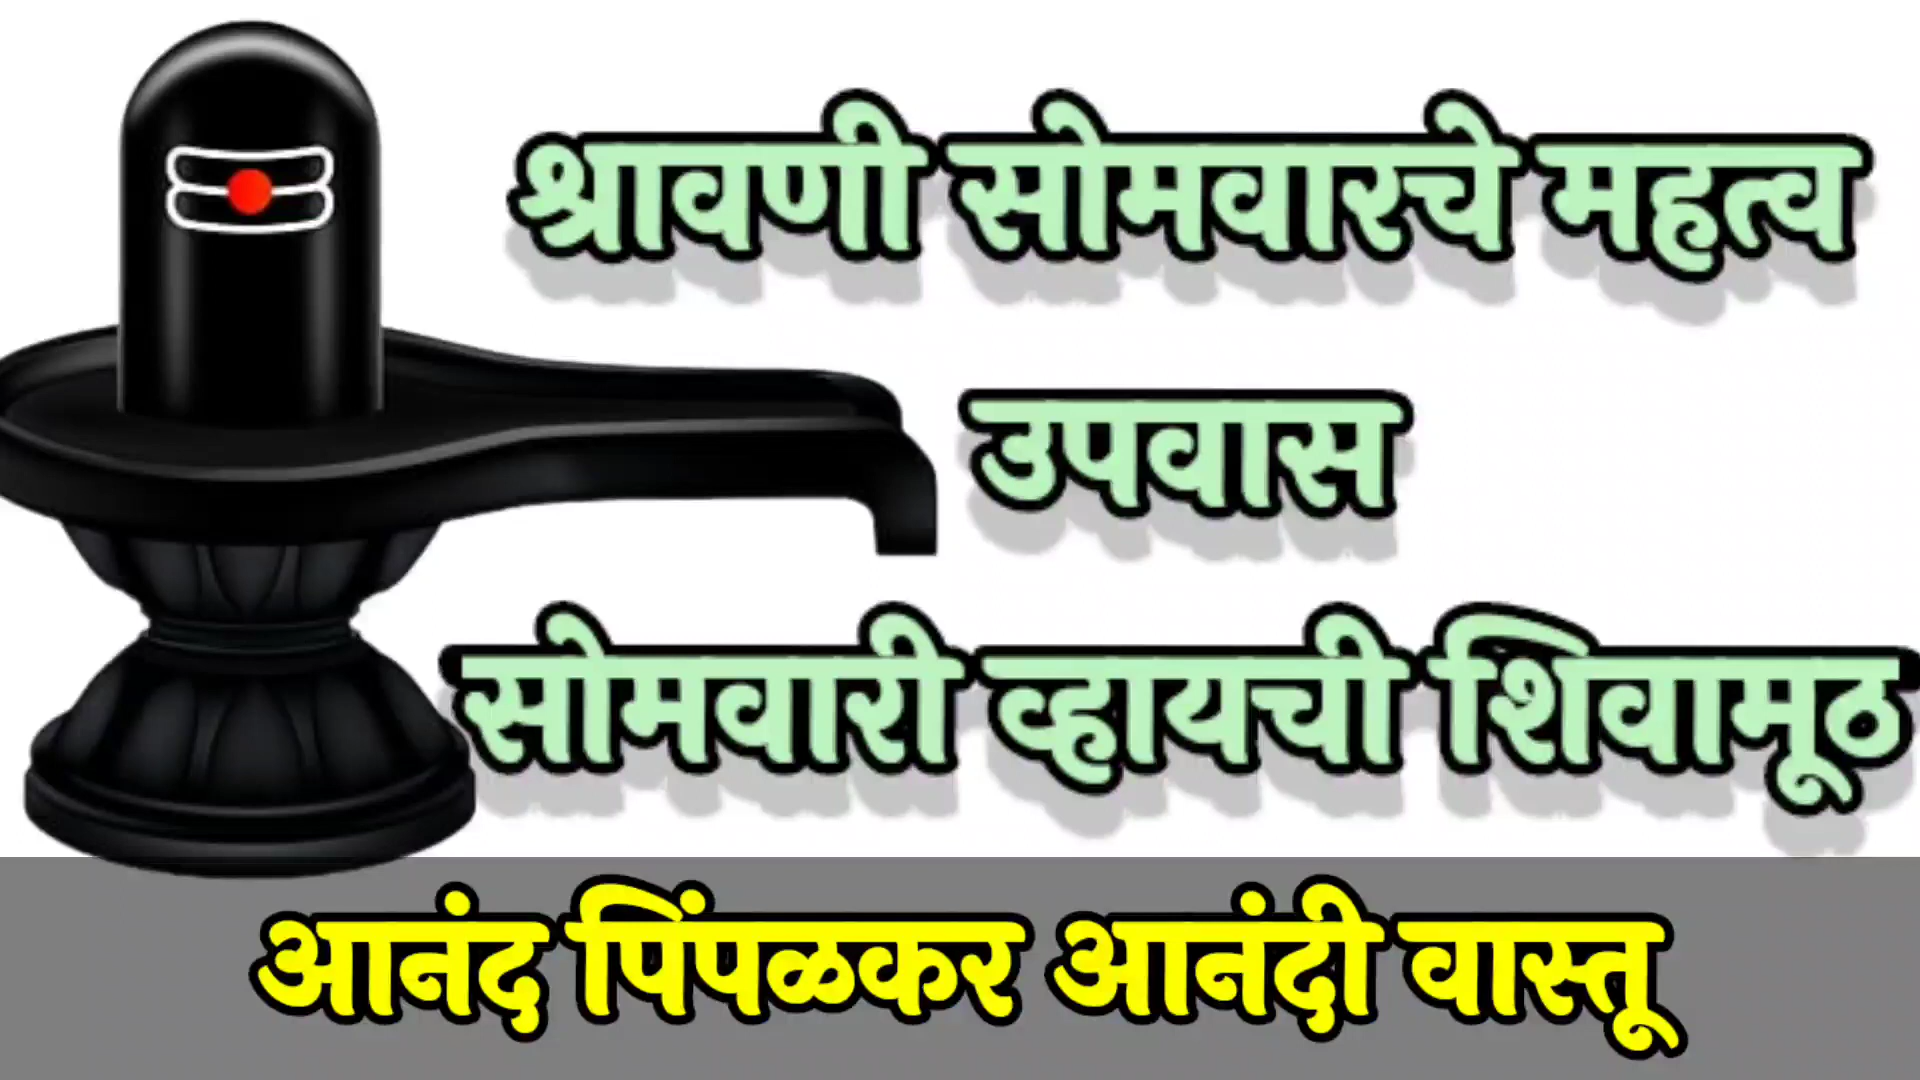 श्रावणी सोमवारचे महत्व
उपवास
सोमवारी व्हायची शिवामूठ
आनंद पिंपळकर आनंदी वास्तू